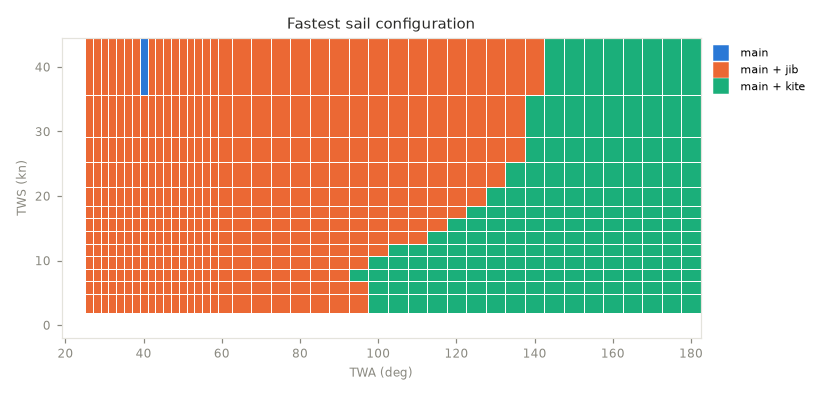 Fastest sail configuration
main
main + jib
main + kite
TWS (kn)
40
30
20
10
0
20 40 60 80 100 120 140 160 180
TWA (deg)